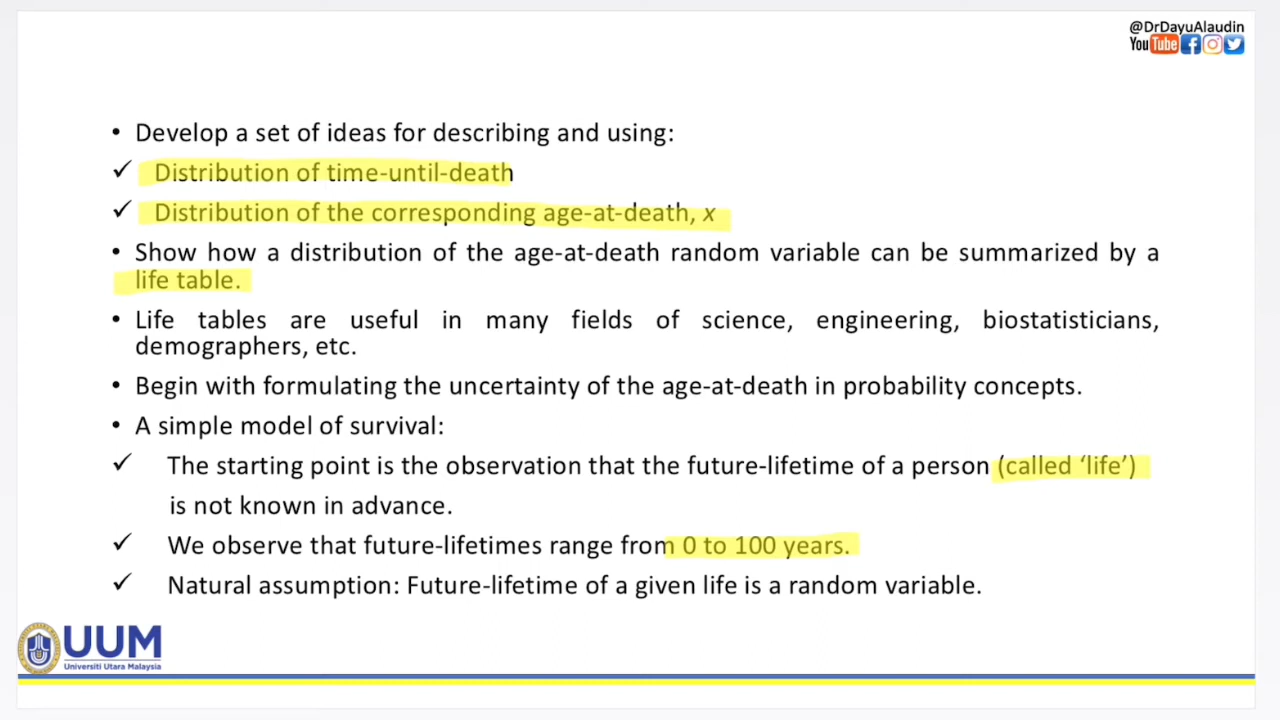 @DrDayuAlaudin
You Tube
• Develop a set of ideas for describing and using:
✓ Distribution of time-until-death
✓ Distribution of the corresponding age-at-death, x
• Show how a distribution of the age-at-death random variable can be summarized by a
life table.
• Life tables are useful in many fields of science, engineering, biostatisticians,
demographers, etc.
• Begin with formulating the uncertainty of the age-at-death in probability concepts.
• A simple model of survival:
✓ The starting point is the observation that the future-lifetime of a person (called ‘life’)
is not known in advance.
✓ We observe that future-lifetimes range from 0 to 100 years.
✓ Natural assumption: Future-lifetime of a given life is a random variable.
UUM
Universiti Utara Malaysia